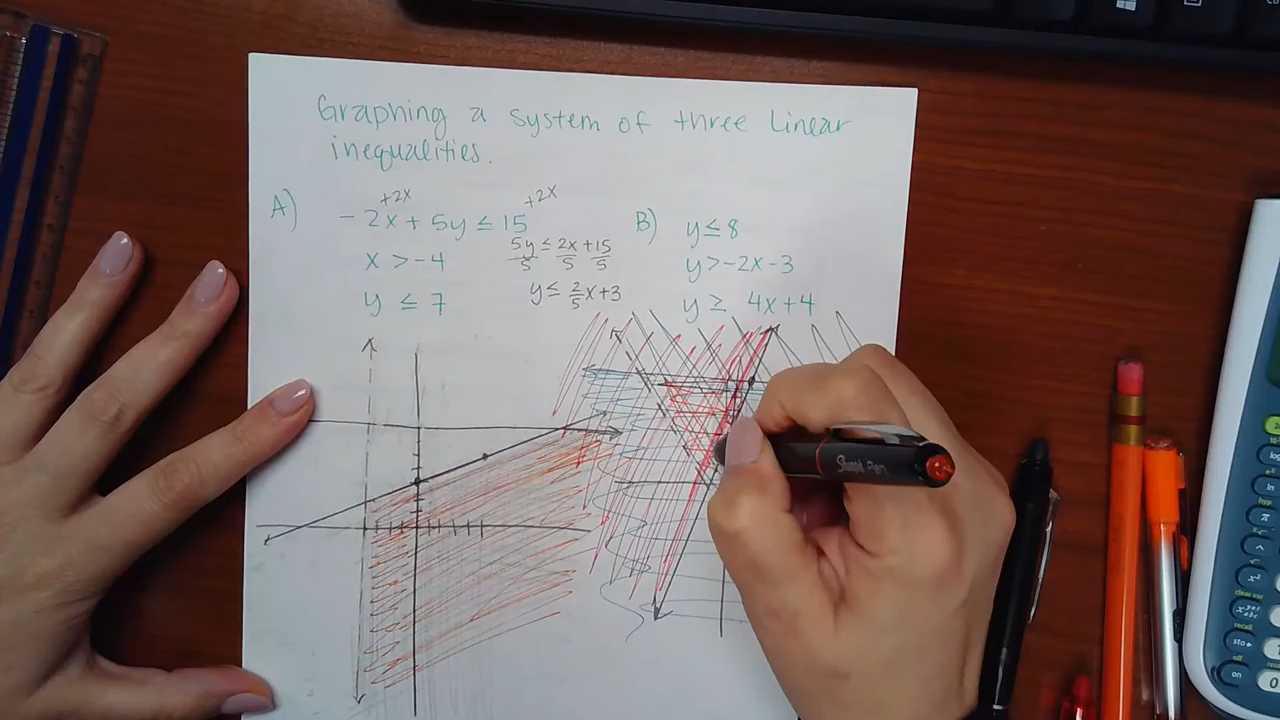 Graphing a system of three linear
inequalities.
A)
+2x +2x
- 2x + 5y ≤ 15
5y ≤ 2x + 15
5 5 5
x > -4
y ≤ 2/5x + 3
y ≤ 7
B)
y ≤ 8
y > -2x - 3
y ≥ 4x + 4
Sharpie Pen